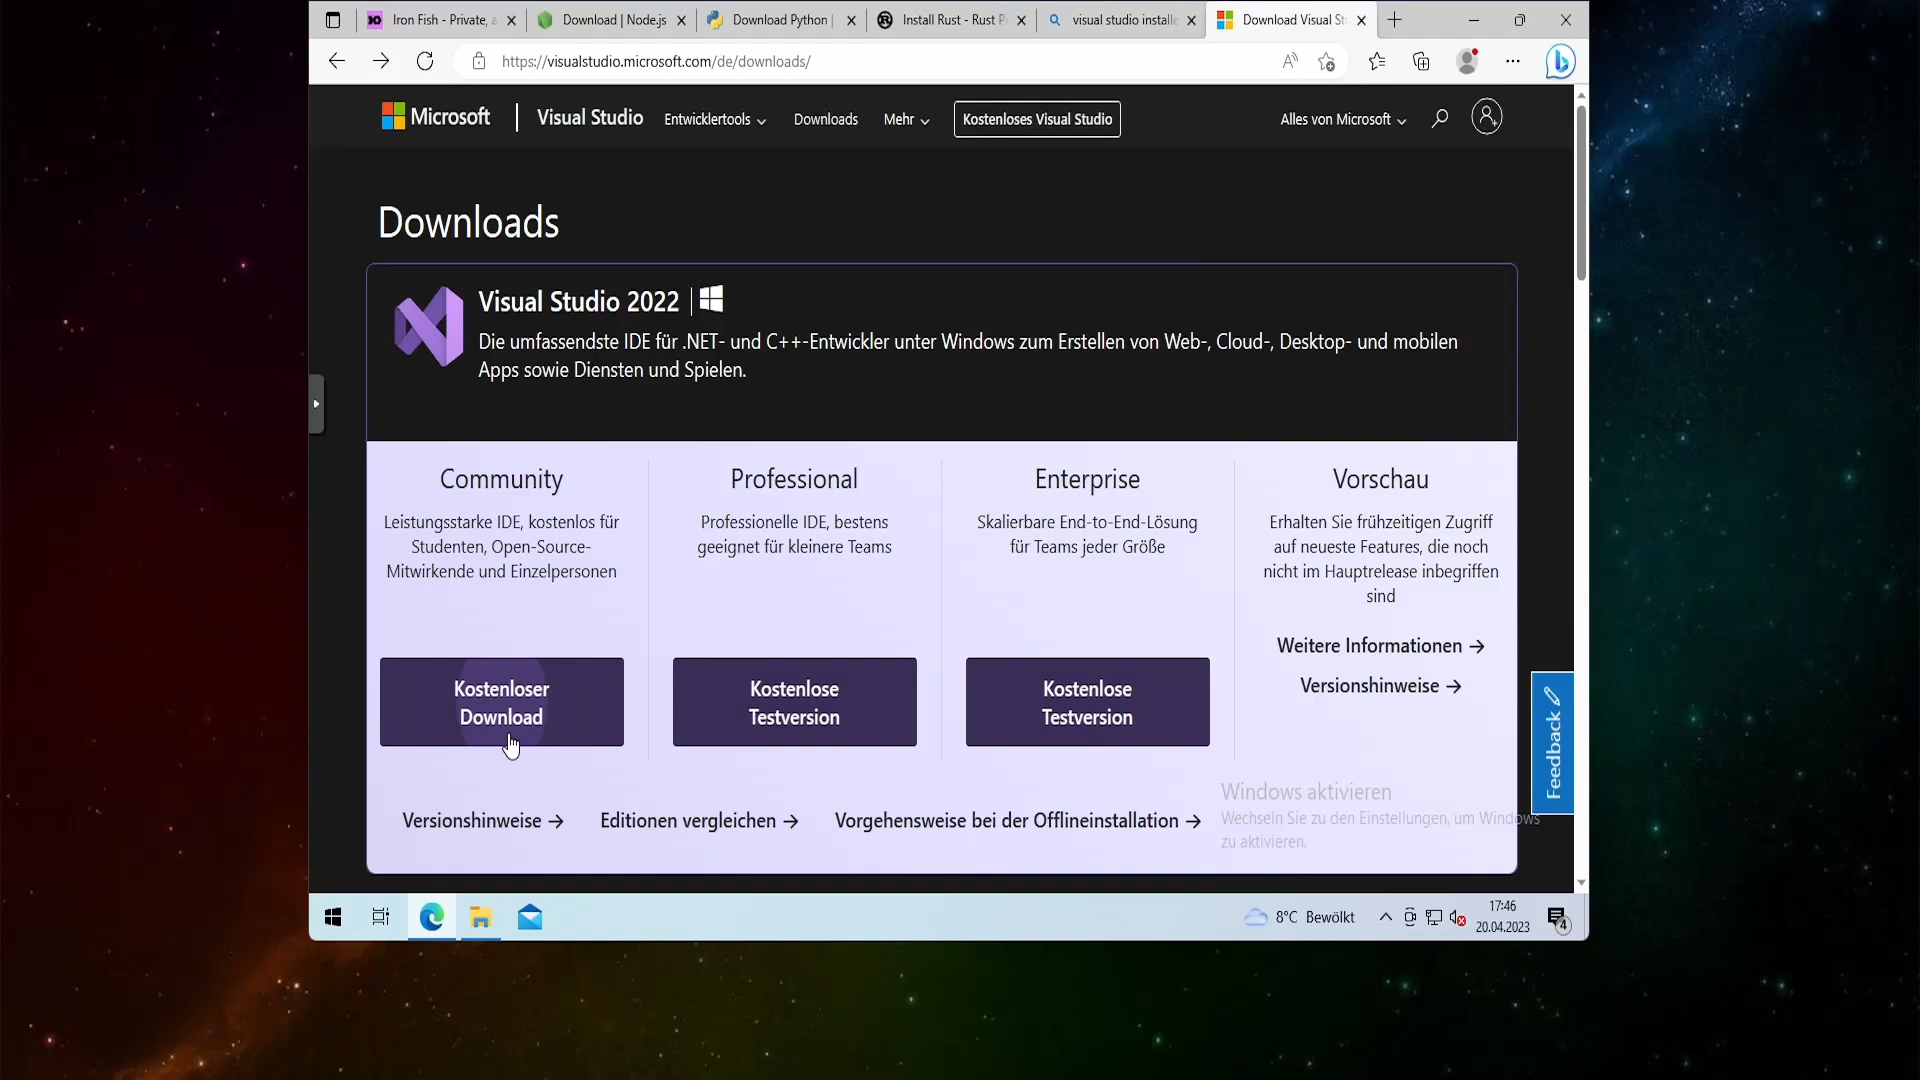 Iron Fish - Private, a
Download | Node.js
Download Python |
Install Rust - Rust P
visual studio installe
Download Visual St
https://visualstudio.microsoft.com/de/downloads/
Microsoft
Visual Studio
Entwicklertools
Downloads
Mehr
Kostenloses Visual Studio
Alles von Microsoft
Downloads
Visual Studio 2022
Die umfassendste IDE für .NET- und C++-Entwickler unter Windows zum Erstellen von Web-, Cloud-, Desktop- und mobilen
Apps sowie Diensten und Spielen.
Community
Leistungsstarke IDE, kostenlos für
Studenten, Open-Source-
Mitwirkende und Einzelpersonen
Kostenloser
Download
Professional
Professionelle IDE, bestens
geeignet für kleinere Teams
Kostenlose
Testversion
Enterprise
Skalierbare End-to-End-Lösung
für Teams jeder Größe
Kostenlose
Testversion
Vorschau
Erhalten Sie frühzeitigen Zugriff
auf neueste Features, die noch
nicht im Hauptrelease inbegriffen
sind
Weitere Informationen →
Versionshinweise →
Feedback
Versionshinweise →
Editionen vergleichen →
Vorgehensweise bei der Offlineinstallation →
Windows aktivieren
Wechseln Sie zu den Einstellungen, um Windows
zu aktivieren.
8°C Bewölkt
17:46
20.04.2023
4